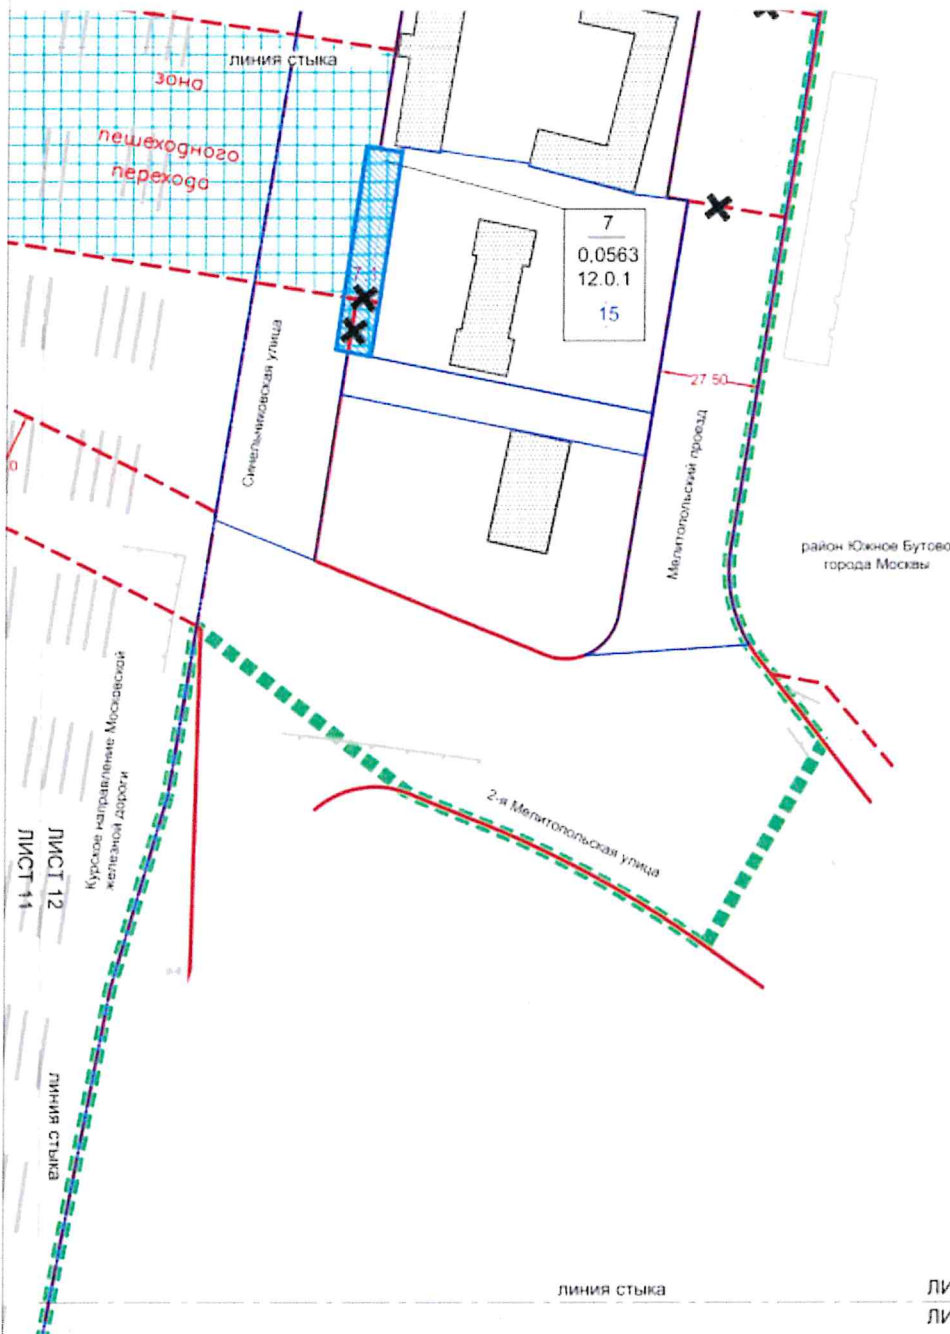 линия стыка
зона
пешеходного
перехода
7
0,0563
12.0.1
15
27.50
Синельниковская улица
Мелитопольский проезд
район Южное Бутово
города Москвы
Курское направление Московской
железной дороги
2-я Мелитопольская улица
ЛИСТ 12
ЛИСТ 11
линия стыка
линия стыка
ЛИ
ЛИ